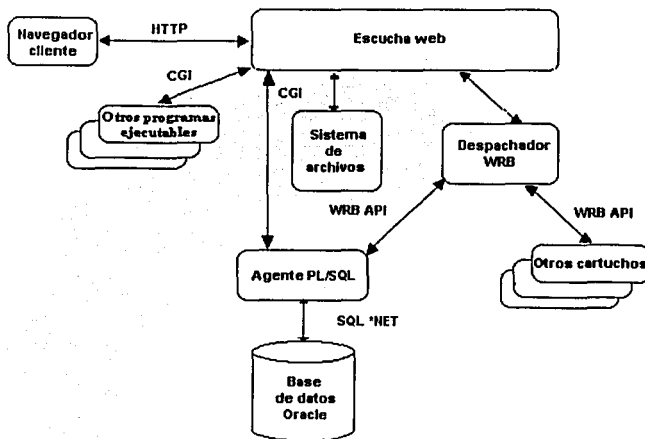 Navegador
cliente
HTTP
Escucha web
CGI
CGI
Otros programas
ejecutables
Sistema
de
archivos
Despachador
WRB
WRB API
WRB API
Agente PL/SQL
Otros cartuchos
SQL *NET
Base
de datos
Oracle